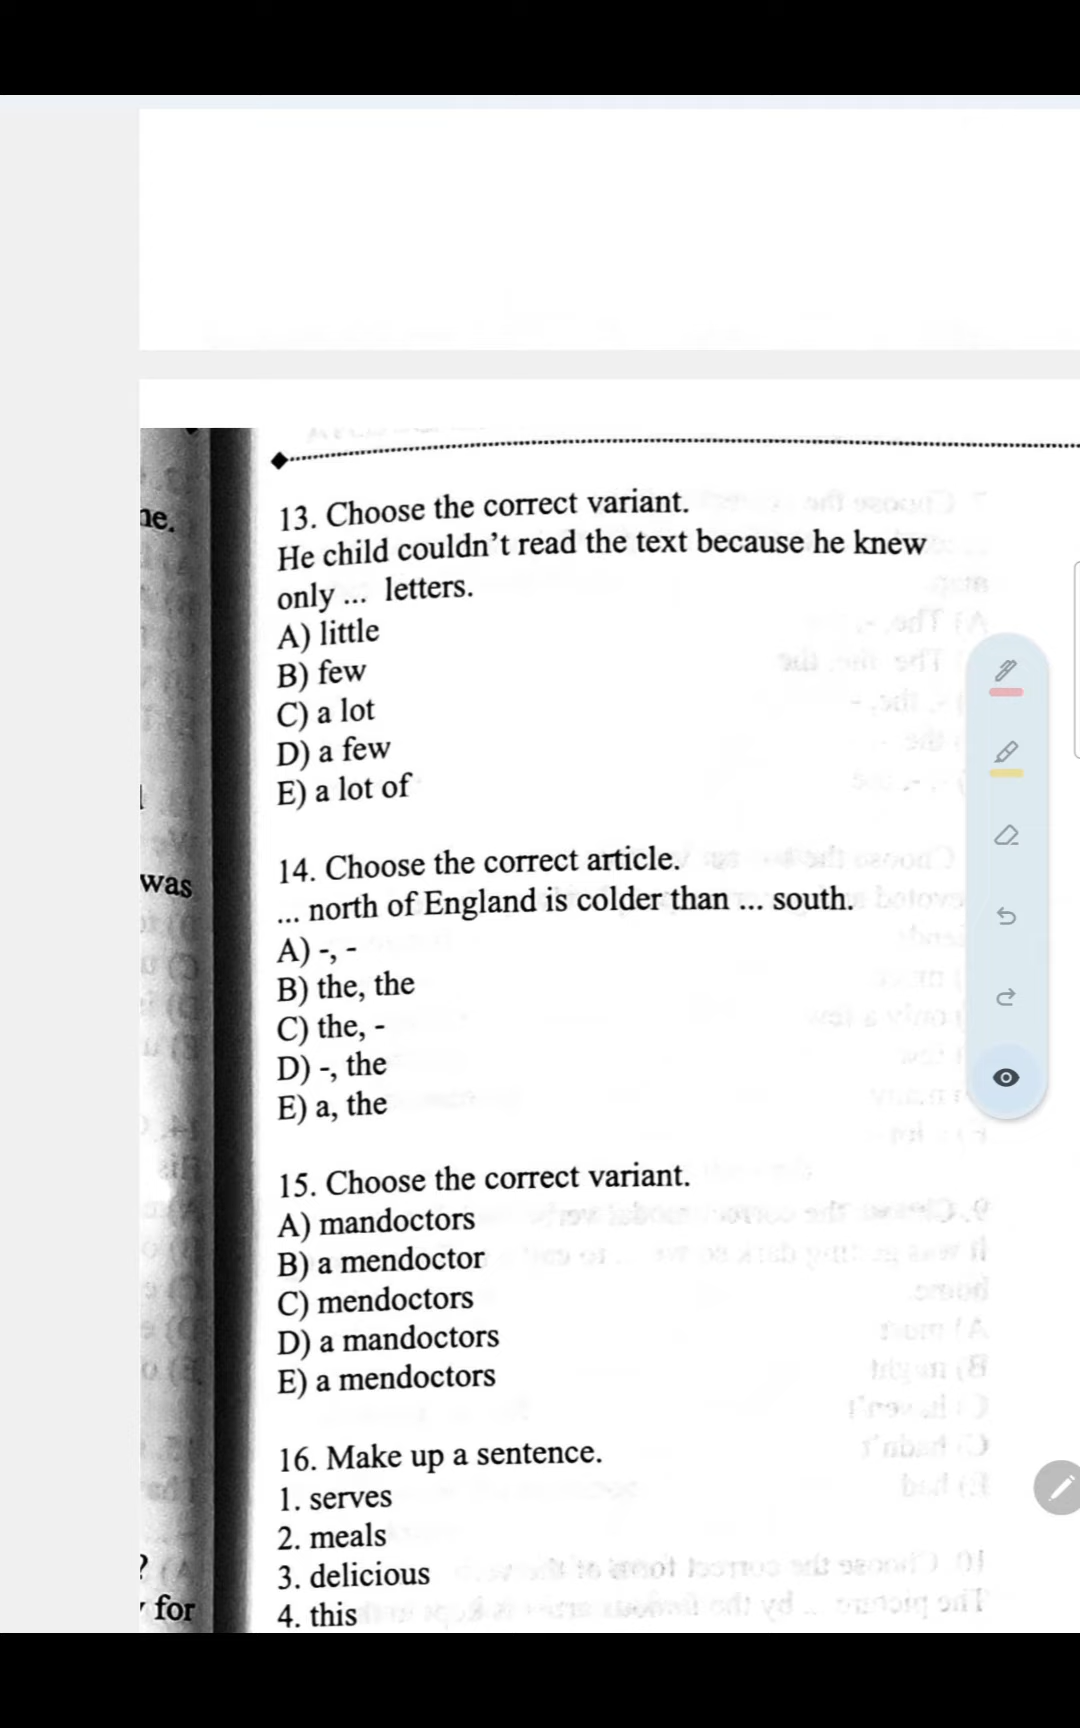 he.
was
for
13. Choose the correct variant.
He child couldn't read the text because he knew
only ... letters.
A) little
B) few
C) a lot
D) a few
E) a lot of
14. Choose the correct article.
... north of England is colder than ... south.
A) -, -
B) the, the
C) the, -
D) -, the
E) a, the
15. Choose the correct variant.
A) mandoctors
B) a mendoctor
C) mendoctors
D) a mandoctors
E) a mendoctors
16. Make up a sentence.
1. serves
2. meals
3. delicious
4. this